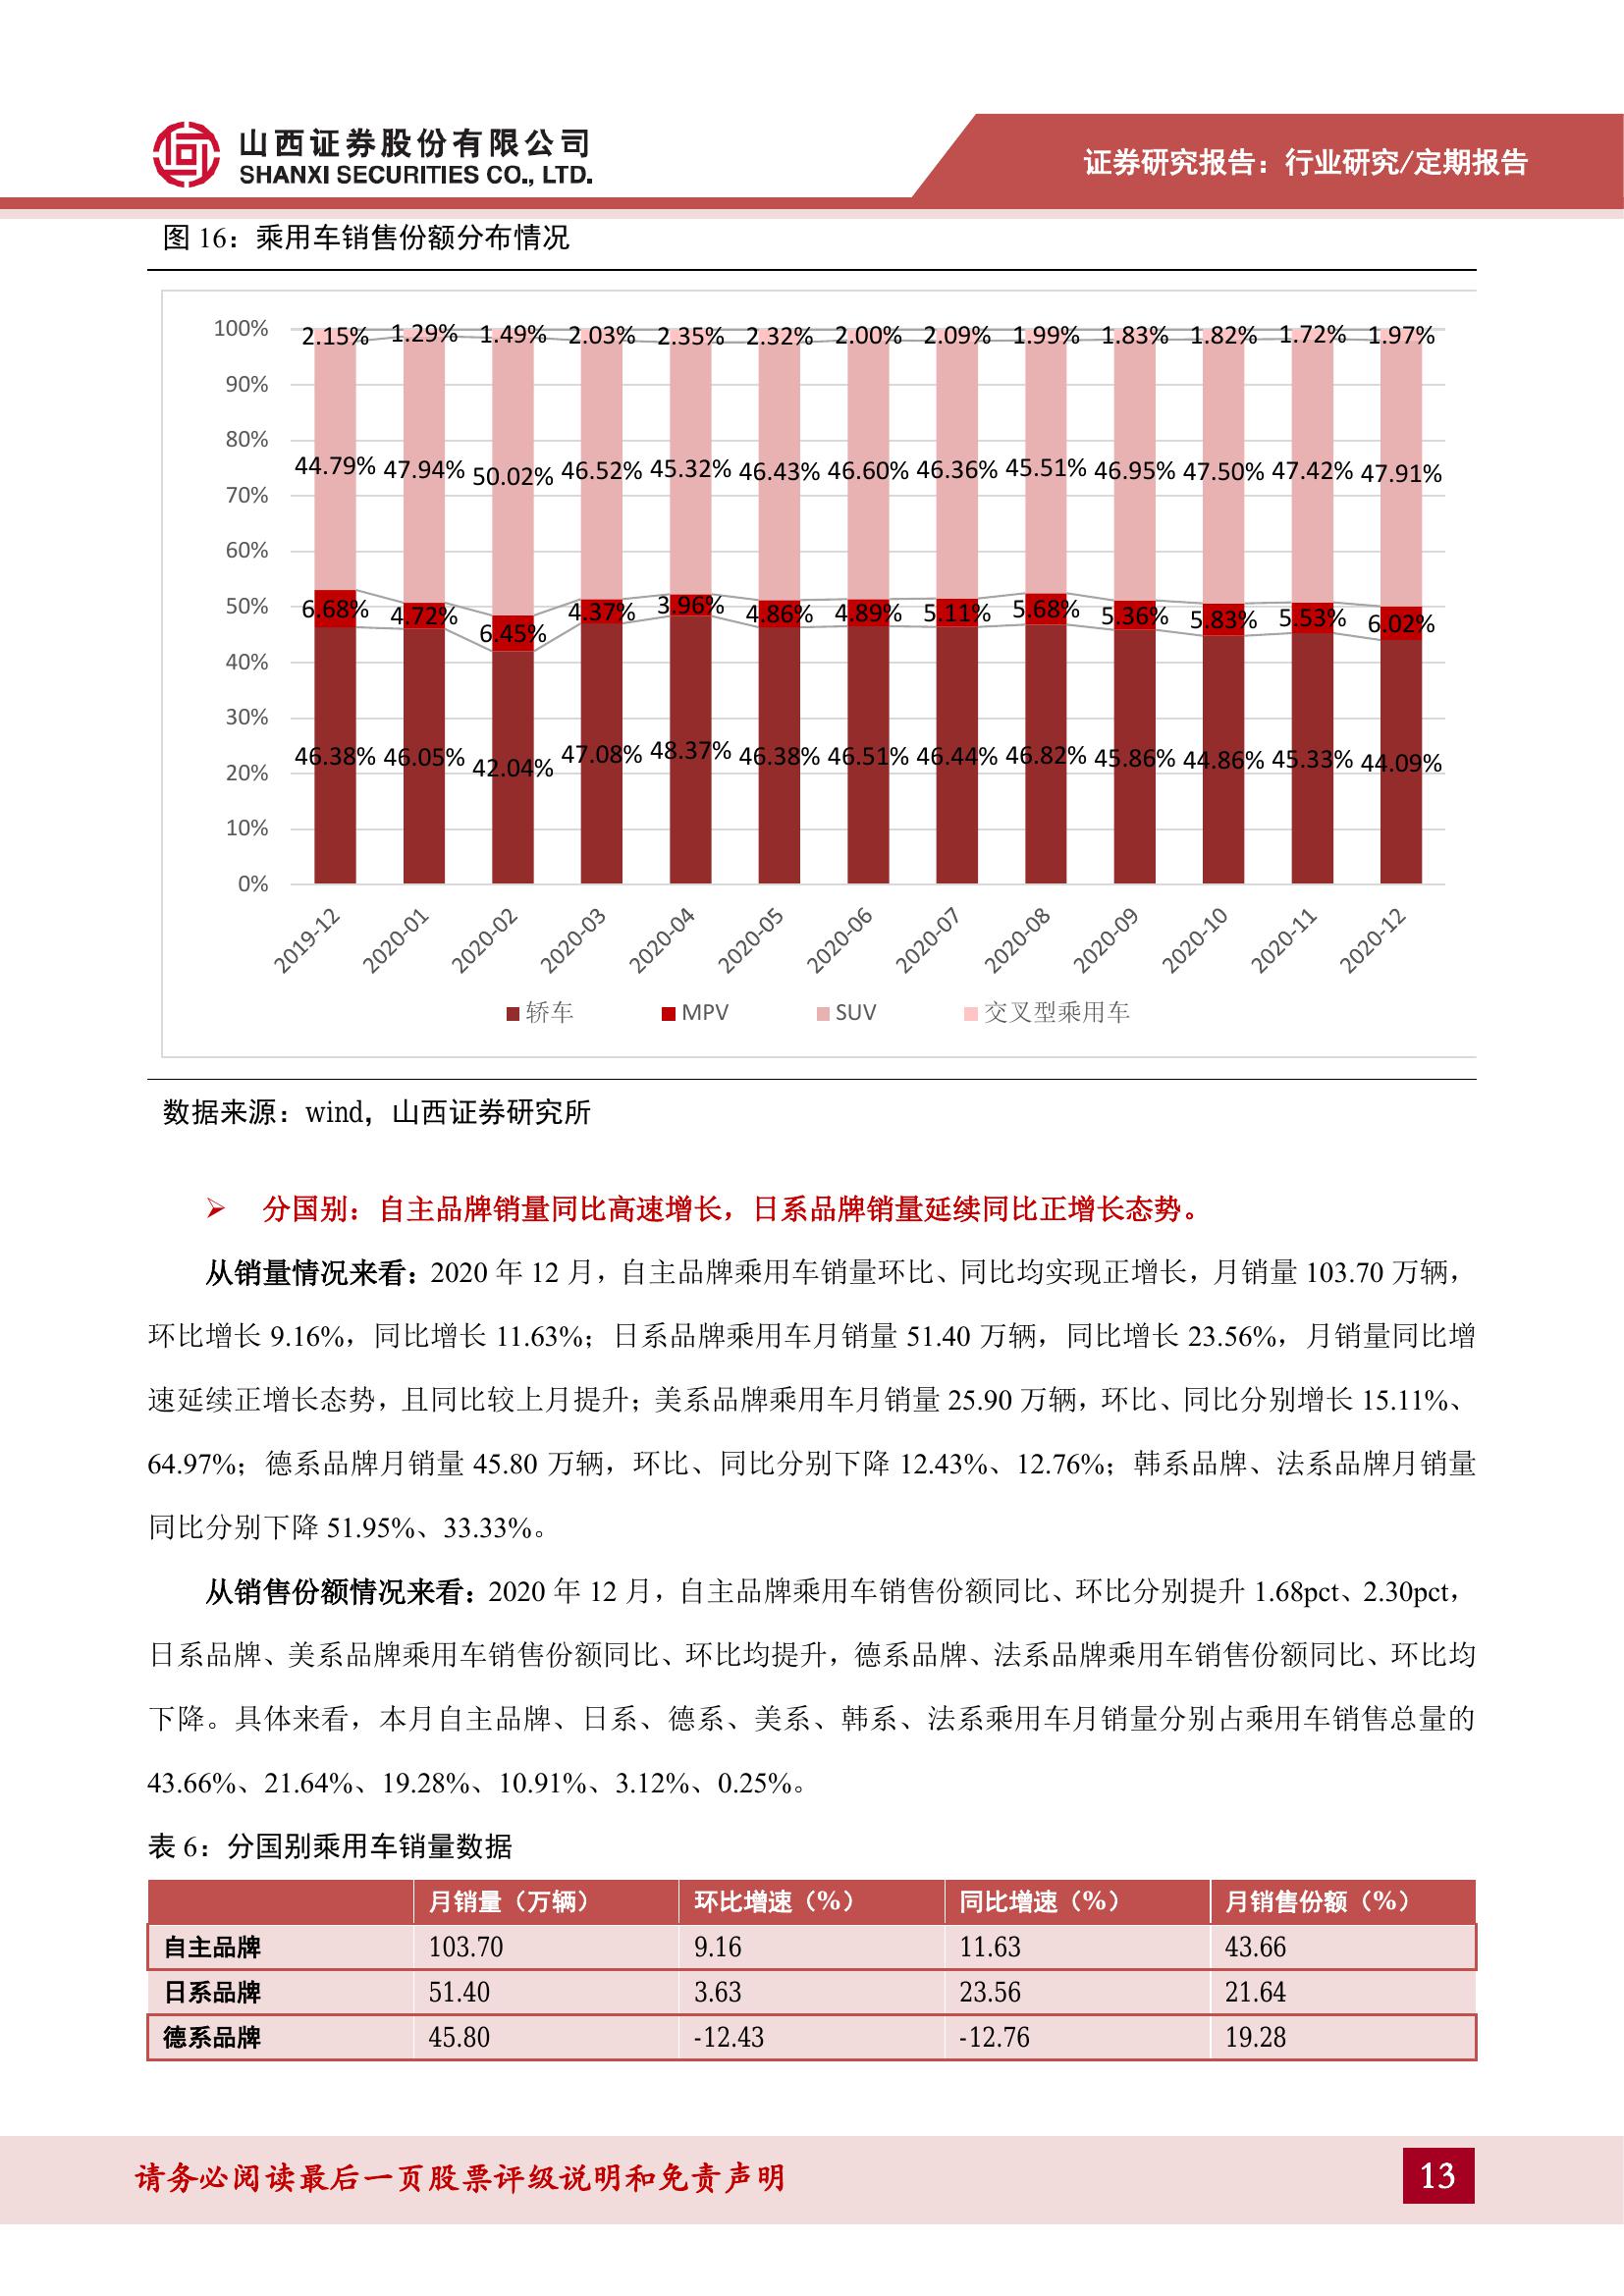 山西证券股份有限公司
SHANXI SECURITIES CO., LTD.
证券研究报告：行业研究/定期报告
图 16：乘用车销售份额分布情况
100%
90%
80%
70%
60%
50%
40%
30%
20%
10%
0%
2.15% 1.29% 1.49% 2.03% 2.35% 2.32% 2.00% 2.09% 1.99% 1.83% 1.82% 1.72% 1.97%
44.79% 47.94% 50.02% 46.52% 45.32% 46.43% 46.60% 46.36% 45.51% 46.95% 47.50% 47.42% 47.91%
6.68% 4.72% 6.45% 4.37% 3.96% 4.86% 4.89% 5.11% 5.68% 5.36% 5.83% 5.53% 6.02%
46.38% 46.05% 42.04% 47.08% 48.37% 46.38% 46.51% 46.44% 46.82% 45.86% 44.86% 45.33% 44.09%
2019-12 2020-01 2020-02 2020-03 2020-04 2020-05 2020-06 2020-07 2020-08 2020-09 2020-10 2020-11 2020-12
轿车 MPV SUV 交叉型乘用车
数据来源：wind，山西证券研究所
➢ 分国别：自主品牌销量同比高速增长，日系品牌销量延续同比正增长态势。
从销量情况来看：2020 年 12 月，自主品牌乘用车销量环比、同比均实现正增长，月销量 103.70 万辆，
环比增长 9.16%，同比增长 11.63%；日系品牌乘用车月销量 51.40 万辆，同比增长 23.56%，月销量同比增
速延续正增长态势，且同比较上月提升；美系品牌乘用车月销量 25.90 万辆，环比、同比分别增长 15.11%、
64.97%；德系品牌月销量 45.80 万辆，环比、同比分别下降 12.43%、12.76%；韩系品牌、法系品牌月销量
同比分别下降 51.95%、33.33%。
从销售份额情况来看：2020 年 12 月，自主品牌乘用车销售份额同比、环比分别提升 1.68pct、2.30pct，
日系品牌、美系品牌乘用车销售份额同比、环比均提升，德系品牌、法系品牌乘用车销售份额同比、环比均
下降。具体来看，本月自主品牌、日系、德系、美系、韩系、法系乘用车月销量分别占乘用车销售总量的
43.66%、21.64%、19.28%、10.91%、3.12%、0.25%。
表 6：分国别乘用车销量数据
月销量（万辆） 环比增速（%） 同比增速（%） 月销售份额（%）
自主品牌 103.70 9.16 11.63 43.66
日系品牌 51.40 3.63 23.56 21.64
德系品牌 45.80 -12.43 -12.76 19.28
请务必阅读最后一页股票评级说明和免责声明
13